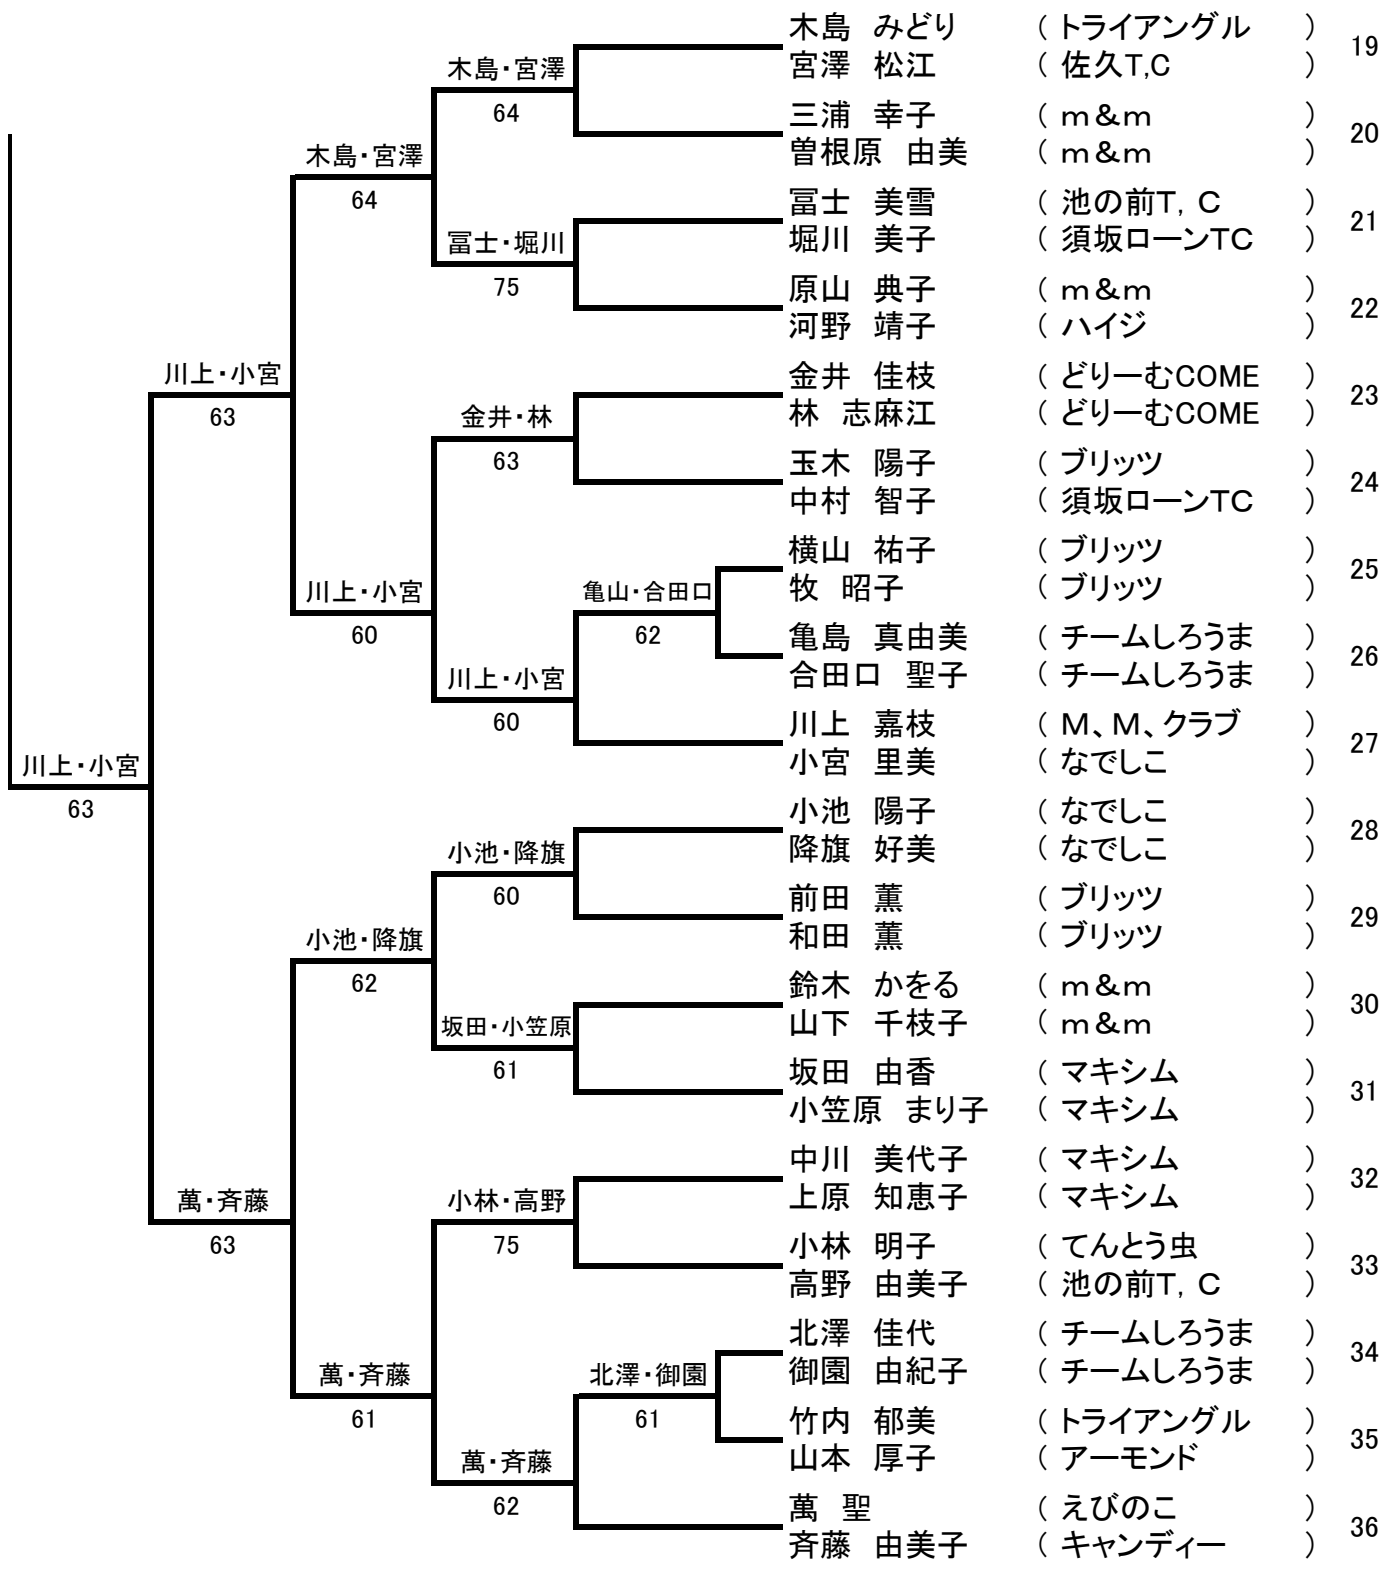 木島 みどり （ トライアングル ） 19
宮澤 松江 （ 佐久T,C ）
木島・宮澤
64
三浦 幸子 （ ｍ＆ｍ ） 20
曽根原 由美 （ ｍ＆ｍ ）
木島・宮澤
64
冨士 美雪 （ 池の前Ｔ，Ｃ ） 21
堀川 美子 （ 須坂ローンTC ）
冨士・堀川
75
原山 典子 （ ｍ＆ｍ ） 22
河野 靖子 （ ハイジ ）
川上・小宮
63
金井 佳枝 （ どりーむCOME ） 23
林 志麻江 （ どりーむCOME ）
金井・林
63
玉木 陽子 （ ブリッツ ） 24
中村 智子 （ 須坂ローンTC ）
川上・小宮
60
横山 祐子 （ ブリッツ ） 25
牧 昭子 （ ブリッツ ）
亀山・合田口
62
亀島 真由美 （ チームしろうま ） 26
合田口 聖子 （ チームしろうま ）
川上・小宮
60
川上 嘉枝 （ Ｍ、Ｍ、クラブ ） 27
小宮 里美 （ なでしこ ）
川上・小宮
63
小池 陽子 （ なでしこ ） 28
降旗 好美 （ なでしこ ）
小池・降旗
60
前田 薫 （ ブリッツ ） 29
和田 薫 （ ブリッツ ）
小池・降旗
62
鈴木 かをる （ ｍ＆ｍ ） 30
山下 千枝子 （ ｍ＆ｍ ）
坂田・小笠原
61
坂田 由香 （ マキシム ） 31
小笠原 まり子 （ マキシム ）
萬・斉藤
63
中川 美代子 （ マキシム ） 32
上原 知恵子 （ マキシム ）
小林・高野
75
小林 明子 （ てんとう虫 ） 33
高野 由美子 （ 池の前Ｔ，Ｃ ）
萬・斉藤
61
北澤 佳代 （ チームしろうま ） 34
御園 由紀子 （ チームしろうま ）
北澤・御園
61
竹内 郁美 （ トライアングル ） 35
山本 厚子 （ アーモンド ）
萬・斉藤
62
萬 聖 （ えびのこ ） 36
斉藤 由美子 （ キャンディー ）